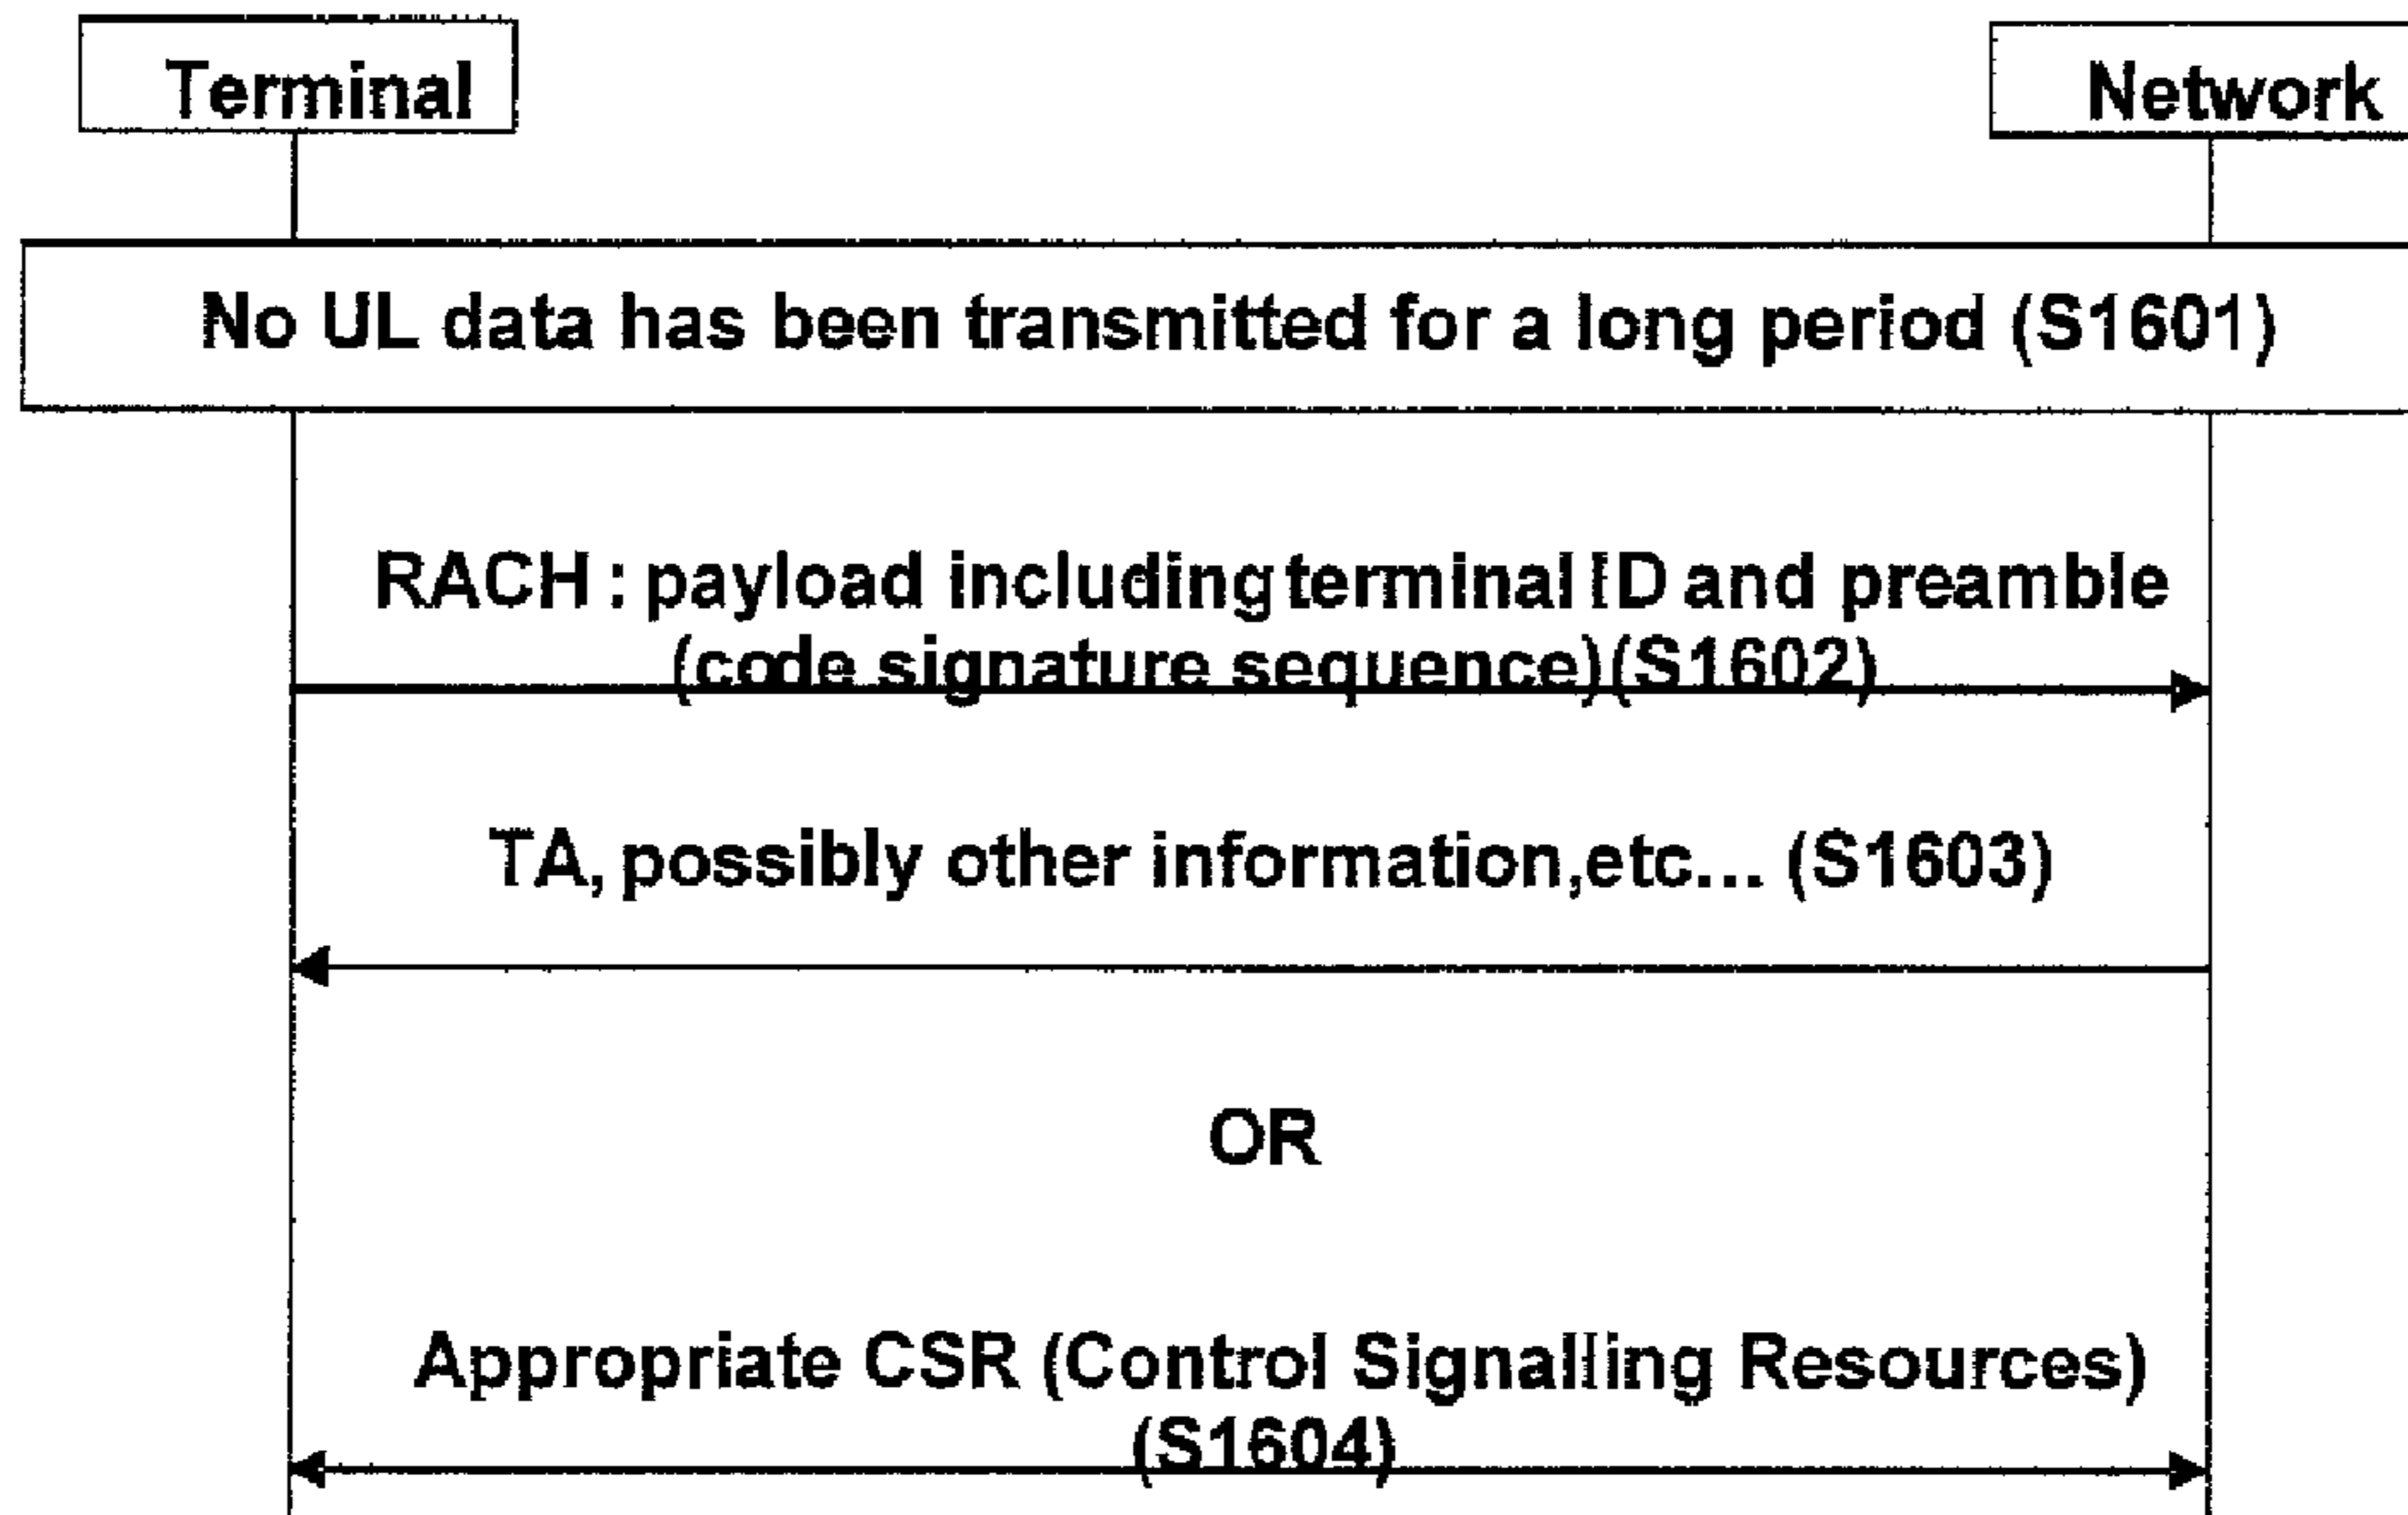 Terminal
Network
No UL data has been transmitted for a long period (S1601)
RACH : payload including terminal ID and preamble
(code signature sequence)(S1602)
TA, possibly other information,etc... (S1603)
OR
Appropriate CSR (Control Signalling Resources)
(S1604)